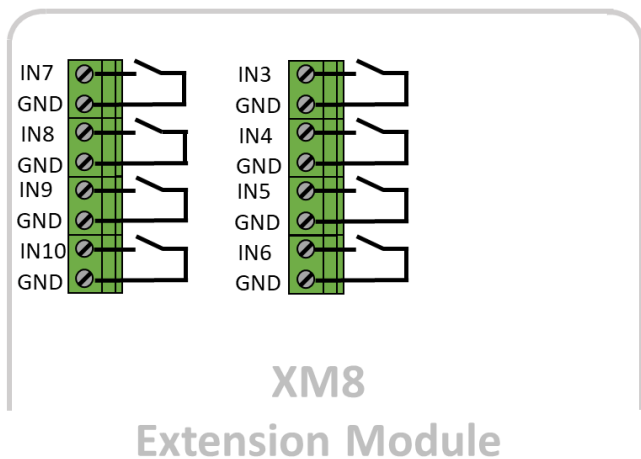 IN7
GND
IN8
GND
IN9
GND
IN10
GND
IN3
GND
IN4
GND
IN5
GND
IN6
GND
XM8
Extension Module